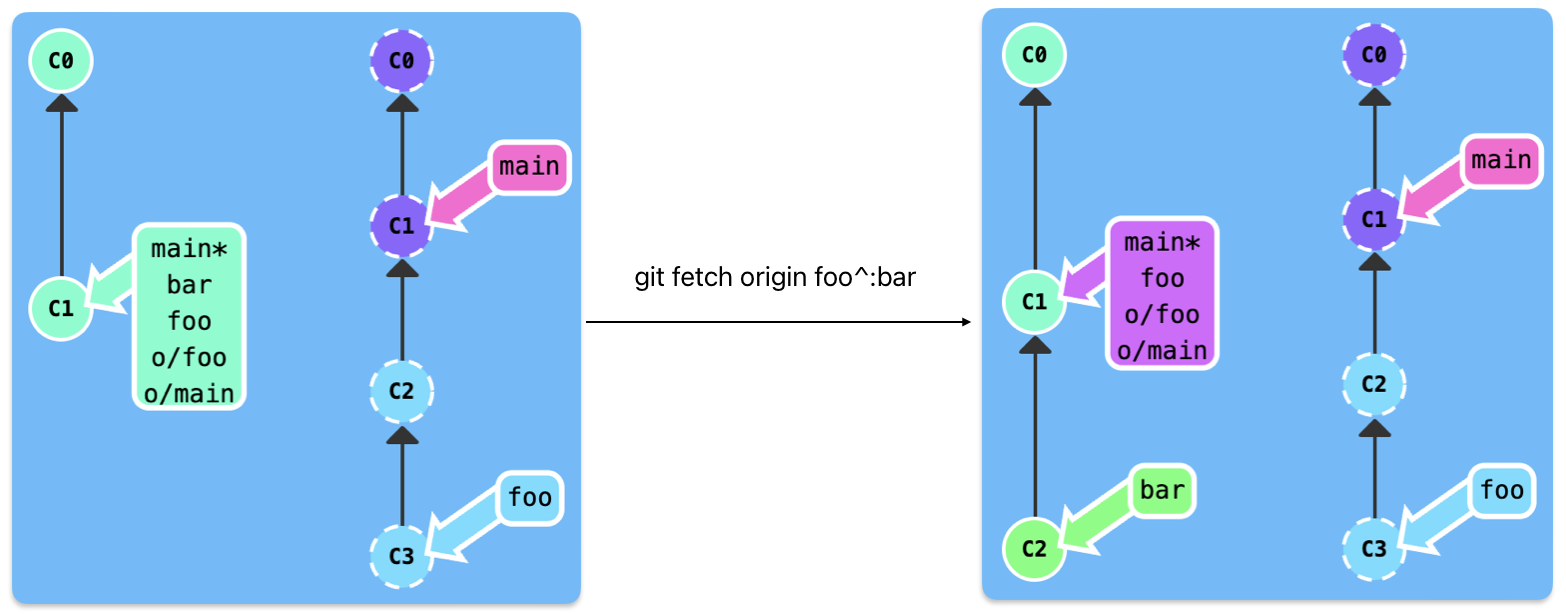 C0
C0
main
C1
main*
bar
foo
o/foo
o/main
C1
C2
foo
C3
git fetch origin foo^:bar
C0
C0
main
C1
main*
foo
o/foo
o/main
C1
C2
bar
foo
C2
C3